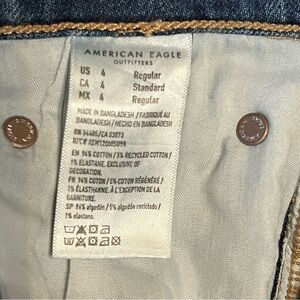 AMERICAN EAGLE
OUTFITTERS
US 4 Regular
CA 4 Standard
MX 4 Regular
MADE IN BANGLADESH / FABRIQUÉ AU
BANGLADESH / HECHO EN BANGLADESH
RN 54485 / CA 03873
EN 94% COTTON / 5% RECYCLED COTTON /
1% ELASTANE. EXCLUSIVE OF
DECORATION.
FR 94% COTON / 5% COTON RÉGÉNÉRÉ /
1% ÉLASTHANNE. À L'EXCEPTION DE LA
GARNITURE.
SP 94% algodón / 5% algodón reciclado /
1% elastano.